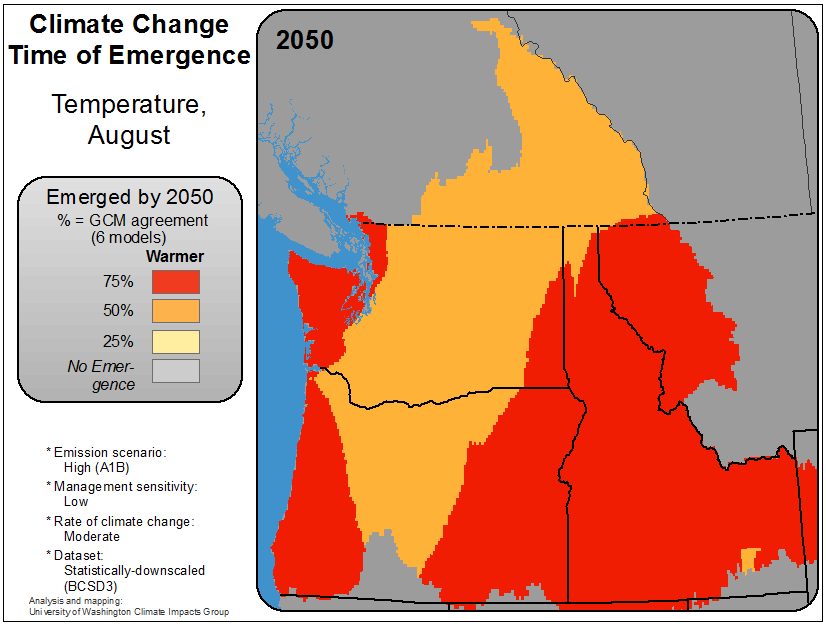 Climate Change
Time of Emergence
Temperature,
August
Emerged by 2050
% = GCM agreement
(6 models)
Warmer
75%
50%
25%
No Emer-
gence
* Emission scenario:
High (A1B)
* Management sensitivity:
Low
* Rate of climate change:
Moderate
* Dataset:
Statistically-downscaled
(BCSD3)
Analysis and mapping:
University of Washington Climate Impacts Group
2050